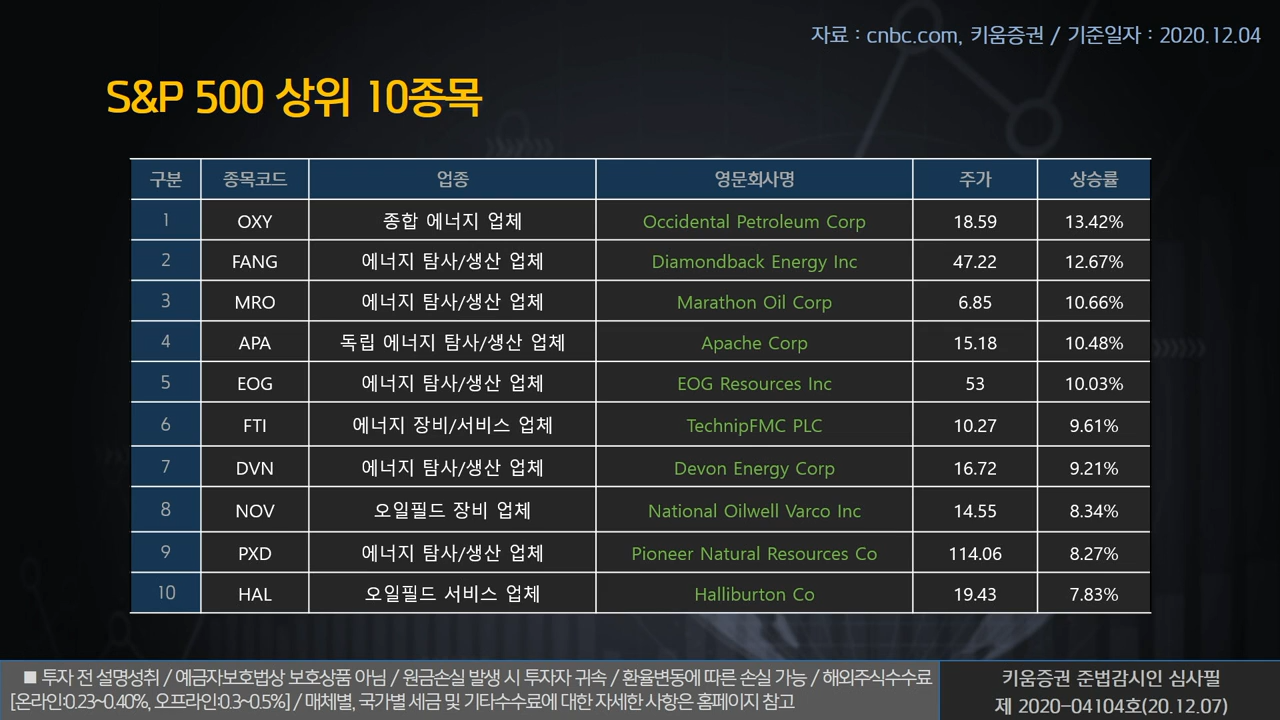 자료 : cnbc.com, 키움증권 / 기준일자 : 2020.12.04
S&P 500 상위 10종목
구분 종목코드 업종 영문회사명 주가 상승률
1 OXY 종합 에너지 업체 Occidental Petroleum Corp 18.59 13.42%
2 FANG 에너지 탐사/생산 업체 Diamondback Energy Inc 47.22 12.67%
3 MRO 에너지 탐사/생산 업체 Marathon Oil Corp 6.85 10.66%
4 APA 독립 에너지 탐사/생산 업체 Apache Corp 15.18 10.48%
5 EOG 에너지 탐사/생산 업체 EOG Resources Inc 53 10.03%
6 FTI 에너지 장비/서비스 업체 TechnipFMC PLC 10.27 9.61%
7 DVN 에너지 탐사/생산 업체 Devon Energy Corp 16.72 9.21%
8 NOV 오일필드 장비 업체 National Oilwell Varco Inc 14.55 8.34%
9 PXD 에너지 탐사/생산 업체 Pioneer Natural Resources Co 114.06 8.27%
10 HAL 오일필드 서비스 업체 Halliburton Co 19.43 7.83%
■ 투자 전 설명성취 / 예금자보호법상 보호상품 아님 / 원금손실 발생 시 투자자 귀속 / 환율변동에 따른 손실 가능 / 해외주식수수료
[온라인:0.23~0.40%, 오프라인:0.3~0.5%] / 매체별, 국가별 세금 및 기타수수료에 대한 자세한 사항은 홈페이지 참고
키움증권 준법감시인 심사필
제 2020-04104호(20.12.07)